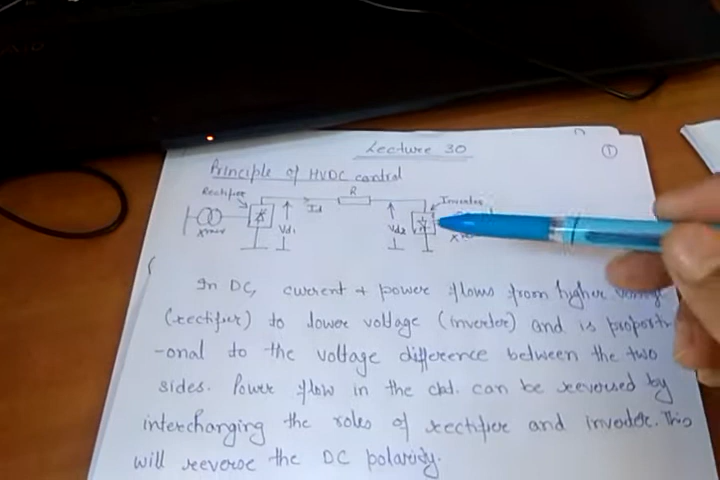 Lecture 30
1
Principle of HVDC control
Rectifier R Inverter
Id
Xmer Vd1 Vd2
In DC, current + power flows from higher voltage
(rectifier) to lower voltage (inverter) and is proporti
-onal to the voltage difference between the two
sides. Power flow in the ckt. can be reversed by
interchanging the roles of rectifier and inverter. This
will reverse the DC polarity.